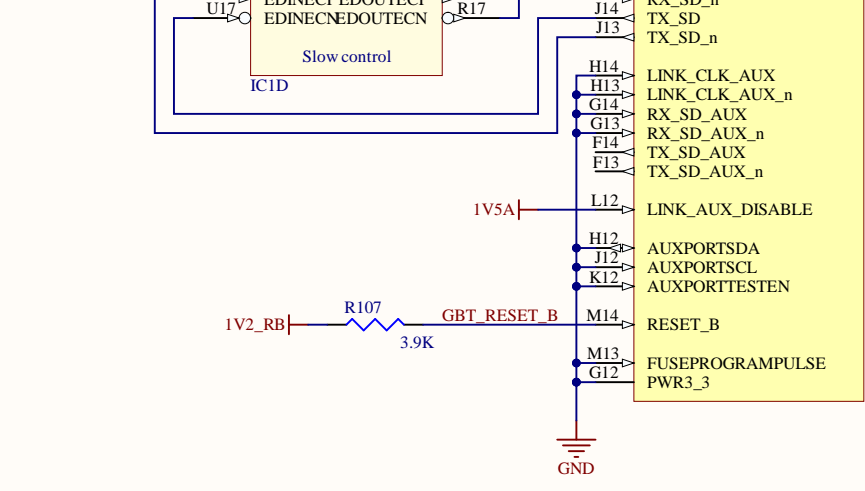 RX_SD_n
EDINECP EDOUTECP
U17 EDINECN EDOUTECN R17
J14 TX_SD
J13 TX_SD_n
Slow control
IC1D
H14 LINK_CLK_AUX
H13 LINK_CLK_AUX_n
G14 RX_SD_AUX
G13 RX_SD_AUX_n
F14 TX_SD_AUX
F13 TX_SD_AUX_n
1V5A L12 LINK_AUX_DISABLE
H12 AUXPORTSDA
J12 AUXPORTSCL
K12 AUXPORTTESTEN
R107
1V2_RB GBT_RESET_B M14 RESET_B
3.9K
M13 FUSEPROGRAMPULSE
G12 PWR3_3
GND